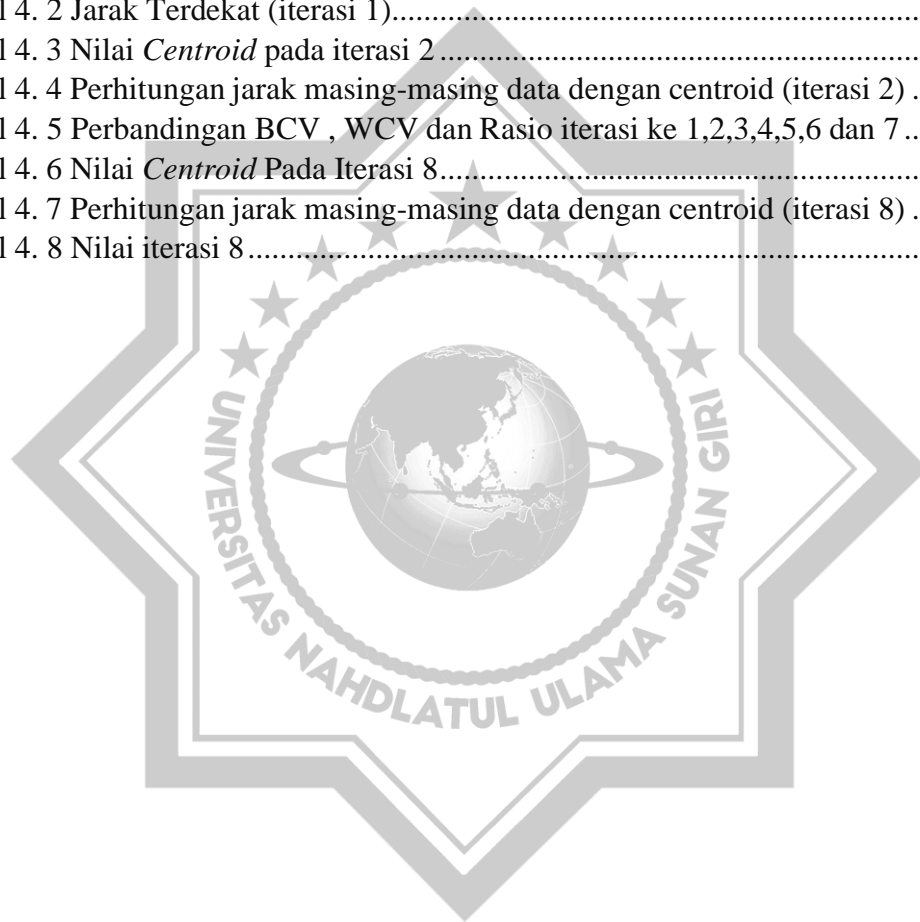 l 4. 2 Jarak Terdekat (iterasi 1)........................................................................
l 4. 3 Nilai Centroid pada iterasi 2 ................................................................
l 4. 4 Perhitungan jarak masing-masing data dengan centroid (iterasi 2) .
l 4. 5 Perbandingan BCV , WCV dan Rasio iterasi ke 1,2,3,4,5,6 dan 7 ..
l 4. 6 Nilai Centroid Pada Iterasi 8................................................................
l 4. 7 Perhitungan jarak masing-masing data dengan centroid (iterasi 8) .
l 4. 8 Nilai iterasi 8 ........................................................................................
UNIVERSITAS NAHDLATUL ULAMA SUNAN GIRI